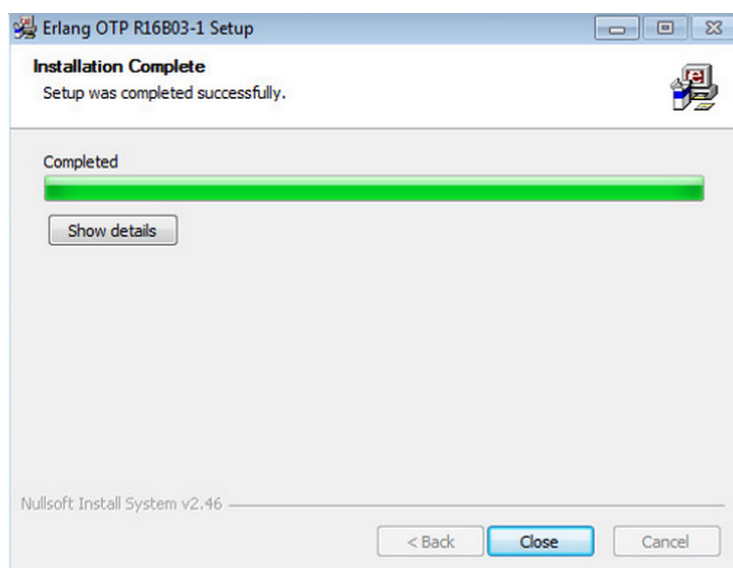 Erlang OTP R16B03-1 Setup
Installation Complete
Setup was completed successfully.
Completed
Show details
Nullsoft Install System v2.46
< Back
Close
Cancel